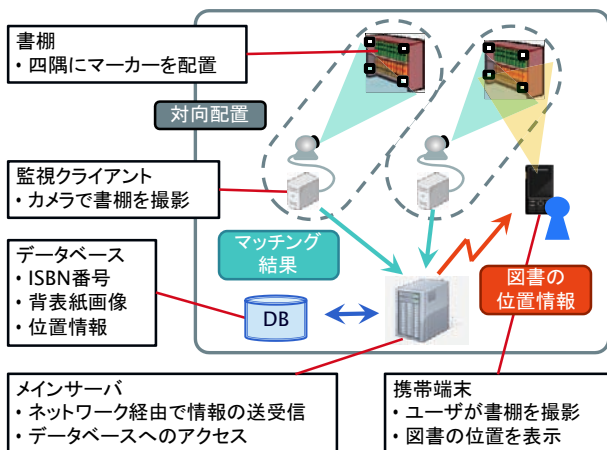 書棚
・四隅にマーカーを配置
対向配置
監視クライアント
・カメラで書棚を撮影
マッチング
結果
データベース
・ISBN番号
・背表紙画像
・位置情報
DB
図書の
位置情報
メインサーバ
・ネットワーク経由で情報の送受信
・データベースへのアクセス
携帯端末
・ユーザが書棚を撮影
・図書の位置を表示